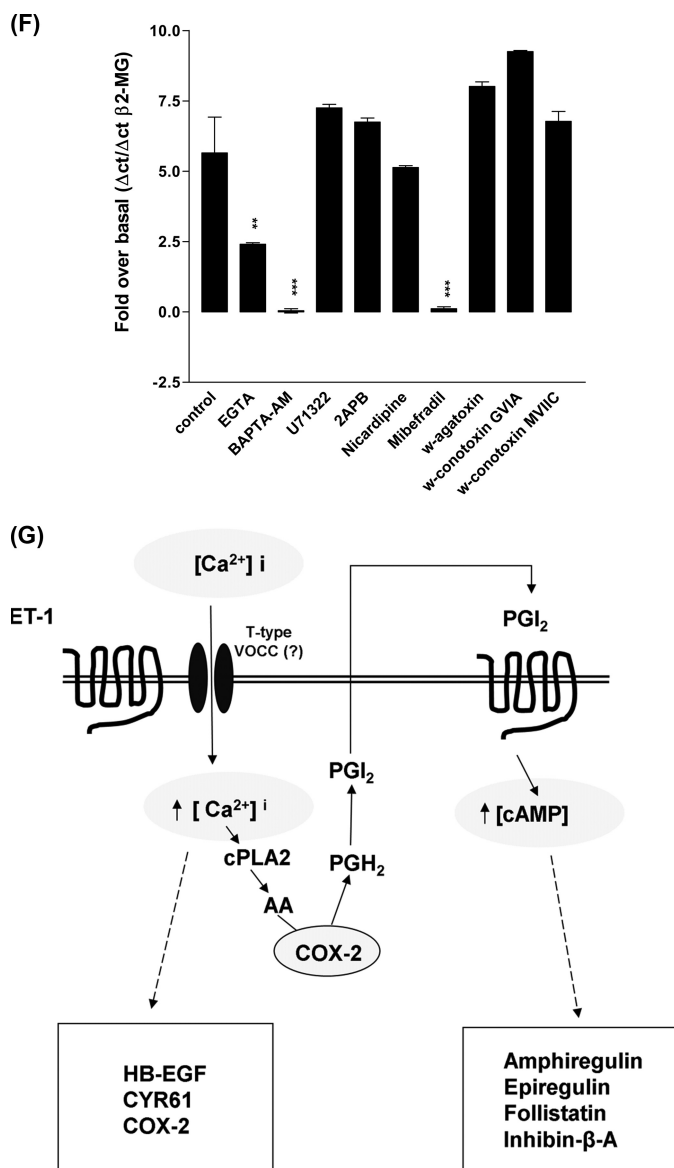 (F)
Fold over basal (Δct/Δct β2-MG)
10.0
7.5
5.0
2.5
0.0
-2.5
**
***
***
control
EGTA
BAPTA-AM
U71322
2APB
Nicardipine
Mibefradil
w-agatoxin
w-conotoxin GVIA
w-conotoxin MVIIC
(G)
[Ca²⁺] i
ET-1
T-type
VOCC (?)
PGI₂
PGI₂
↑ [ Ca²⁺] ⁱ
↑ [cAMP]
cPLA2
PGH₂
AA
COX-2
HB-EGF
CYR61
COX-2
Amphiregulin
Epiregulin
Follistatin
Inhibin-β-A